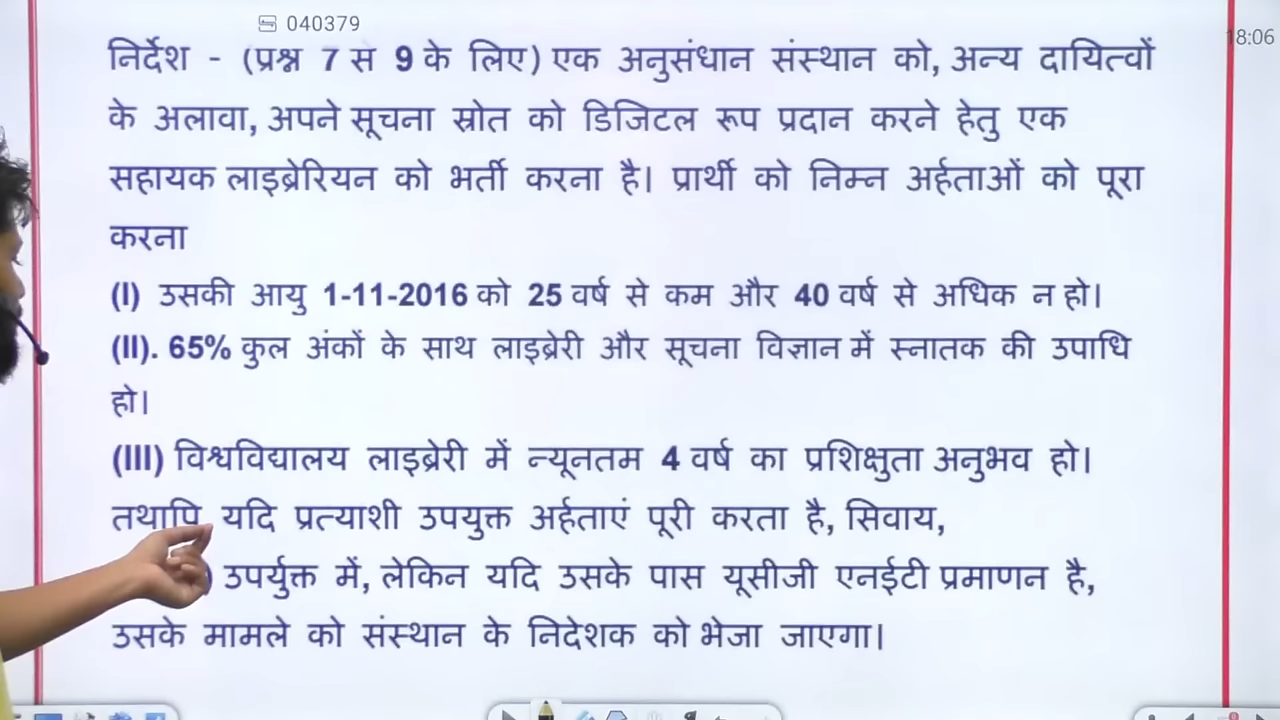 040379
18:06
निर्देश - (प्रश्न 7 से 9 के लिए) एक अनुसंधान संस्थान को, अन्य दायित्वों
के अलावा, अपने सूचना स्रोत को डिजिटल रूप प्रदान करने हेतु एक
सहायक लाइब्रेरियन को भर्ती करना है। प्रार्थी को निम्न अर्हताओं को पूरा
करना
(I) उसकी आयु 1-11-2016 को 25 वर्ष से कम और 40 वर्ष से अधिक न हो।
(II). 65% कुल अंकों के साथ लाइब्रेरी और सूचना विज्ञान में स्नातक की उपाधि
हो।
(III) विश्वविद्यालय लाइब्रेरी में न्यूनतम 4 वर्ष का प्रशिक्षुता अनुभव हो।
तथापि यदि प्रत्याशी उपयुक्त अर्हताएं पूरी करता है, सिवाय,
) उपर्युक्त में, लेकिन यदि उसके पास यूसीजी एनईटी प्रमाणन है,
उसके मामले को संस्थान के निदेशक को भेजा जाएगा।